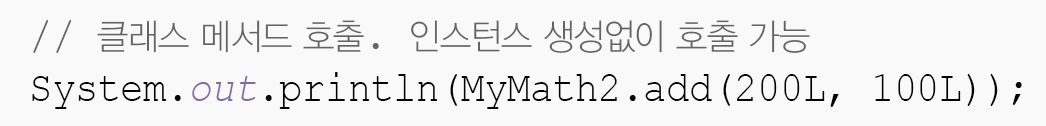 // 클래스 메서드 호출. 인스턴스 생성없이 호출 가능
System.out.println(MyMath2.add(200L, 100L));